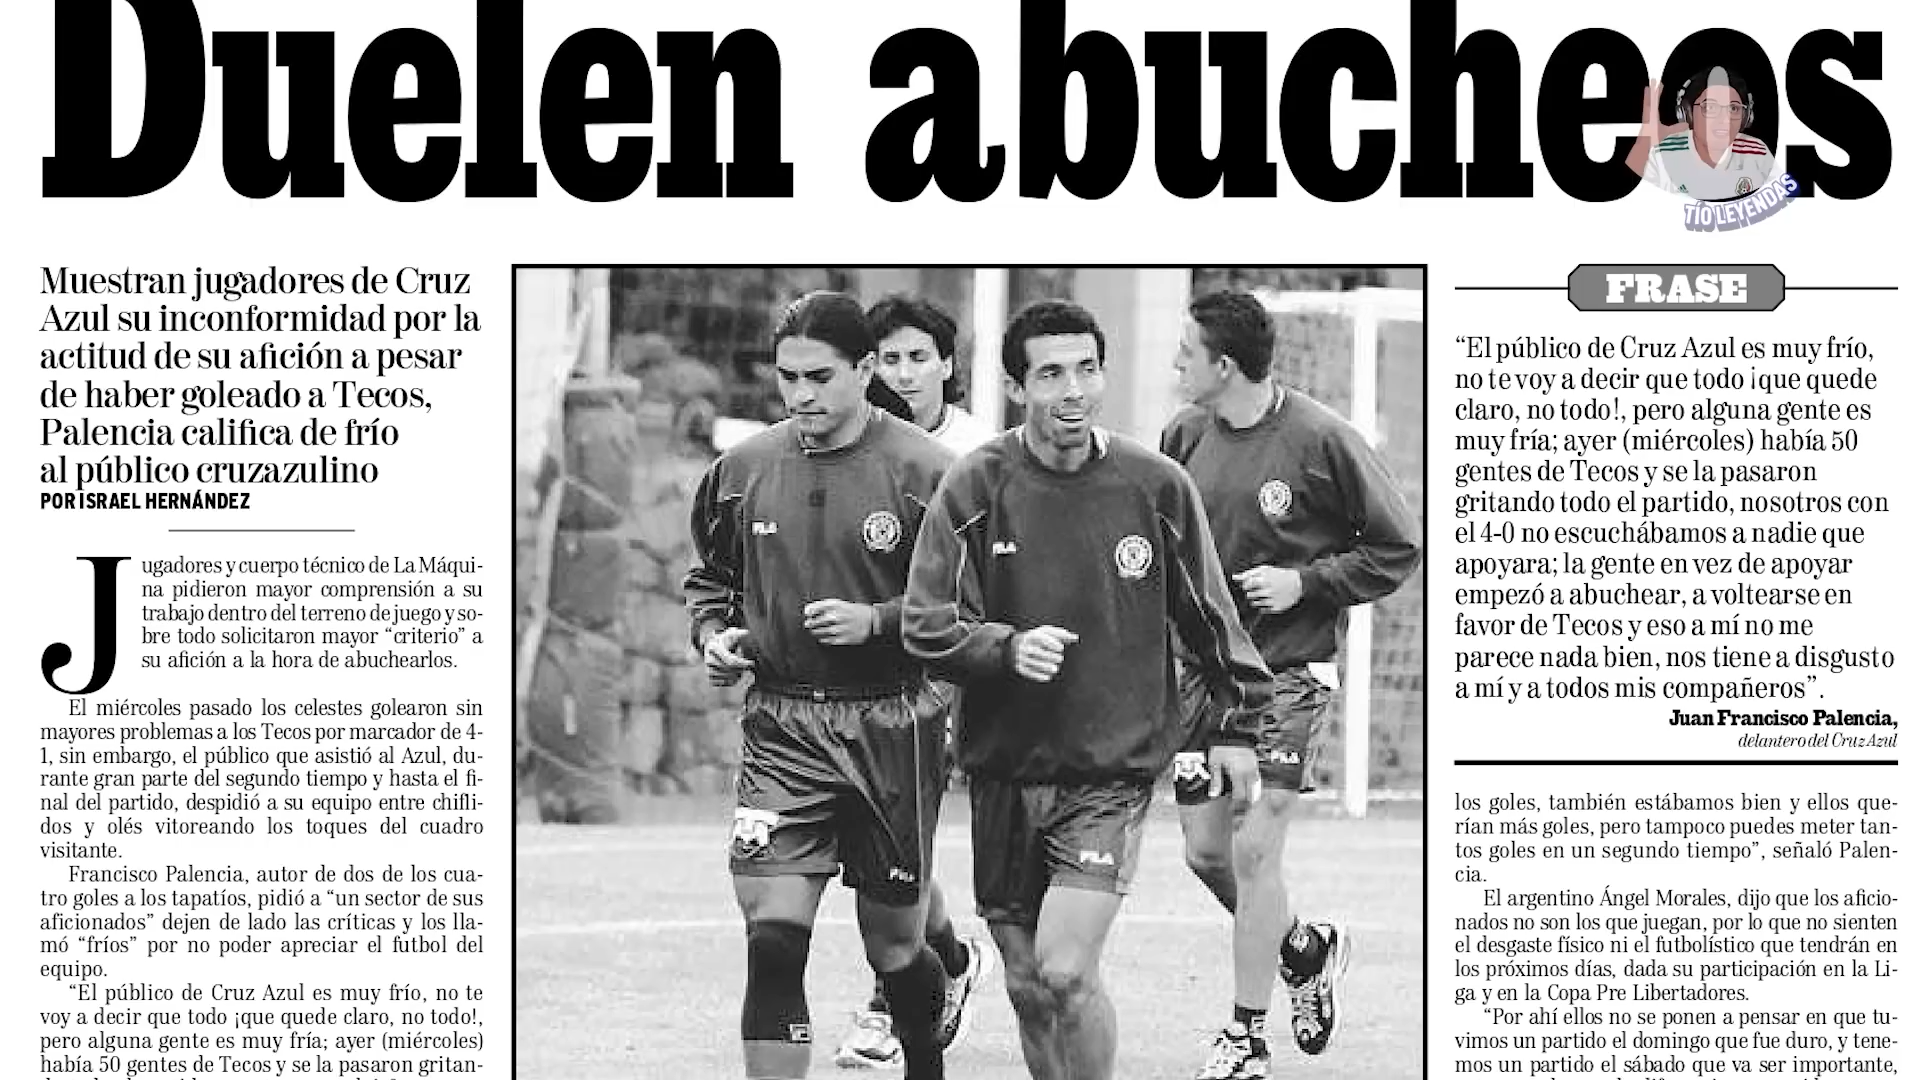 Duelen abucheos
TÍO LEYENDAS
Muestran jugadores de Cruz
Azul su inconformidad por la
actitud de su afición a pesar
de haber goleado a Tecos,
Palencia califica de frío
al público cruzazulino
POR ISRAEL HERNÁNDEZ
Jugadores y cuerpo técnico de La Máqui-
na pidieron mayor comprensión a su
trabajo dentro del terreno de juego y so-
bre todo solicitaron mayor “criterio” a
su afición a la hora de abuchearlos.
El miércoles pasado los celestes golearon sin
mayores problemas a los Tecos por marcador de 4-
1, sin embargo, el público que asistió al Azul, du-
rante gran parte del segundo tiempo y hasta el fi-
nal del partido, despidió a su equipo entre chifli-
dos y olés vitoreando los toques del cuadro
visitante.
Francisco Palencia, autor de dos de los cua-
tro goles a los tapatíos, pidió a “un sector de sus
aficionados” dejen de lado las críticas y los lla-
mó “fríos” por no poder apreciar el futbol del
equipo.
“El público de Cruz Azul es muy frío, no te
voy a decir que todo ¡que quede claro, no todo!,
pero alguna gente es muy fría; ayer (miércoles)
había 50 gentes de Tecos y se la pasaron gritan-
FILA
FILA
FILA
FILA
FILA
FRASE
“El público de Cruz Azul es muy frío,
no te voy a decir que todo ¡que quede
claro, no todo!, pero alguna gente es
muy fría; ayer (miércoles) había 50
gentes de Tecos y se la pasaron
gritando todo el partido, nosotros con
el 4-0 no escuchábamos a nadie que
apoyara; la gente en vez de apoyar
empezó a abuchear, a voltearse en
favor de Tecos y eso a mí no me
parece nada bien, nos tiene a disgusto
a mí y a todos mis compañeros”.
Juan Francisco Palencia,
delantero del Cruz Azul
los goles, también estábamos bien y ellos que-
rían más goles, pero tampoco puedes meter tan-
tos goles en un segundo tiempo”, señaló Palen-
cia.
El argentino Ángel Morales, dijo que los aficio-
nados no son los que juegan, por lo que no sienten
el desgaste físico ni el futbolístico que tendrán en
los próximos días, dada su participación en la Li-
ga y en la Copa Pre Libertadores.
“Por ahí ellos no se ponen a pensar en que tu-
vimos un partido el domingo que fue duro, y tene-
mos un partido el sábado que va ser importante,